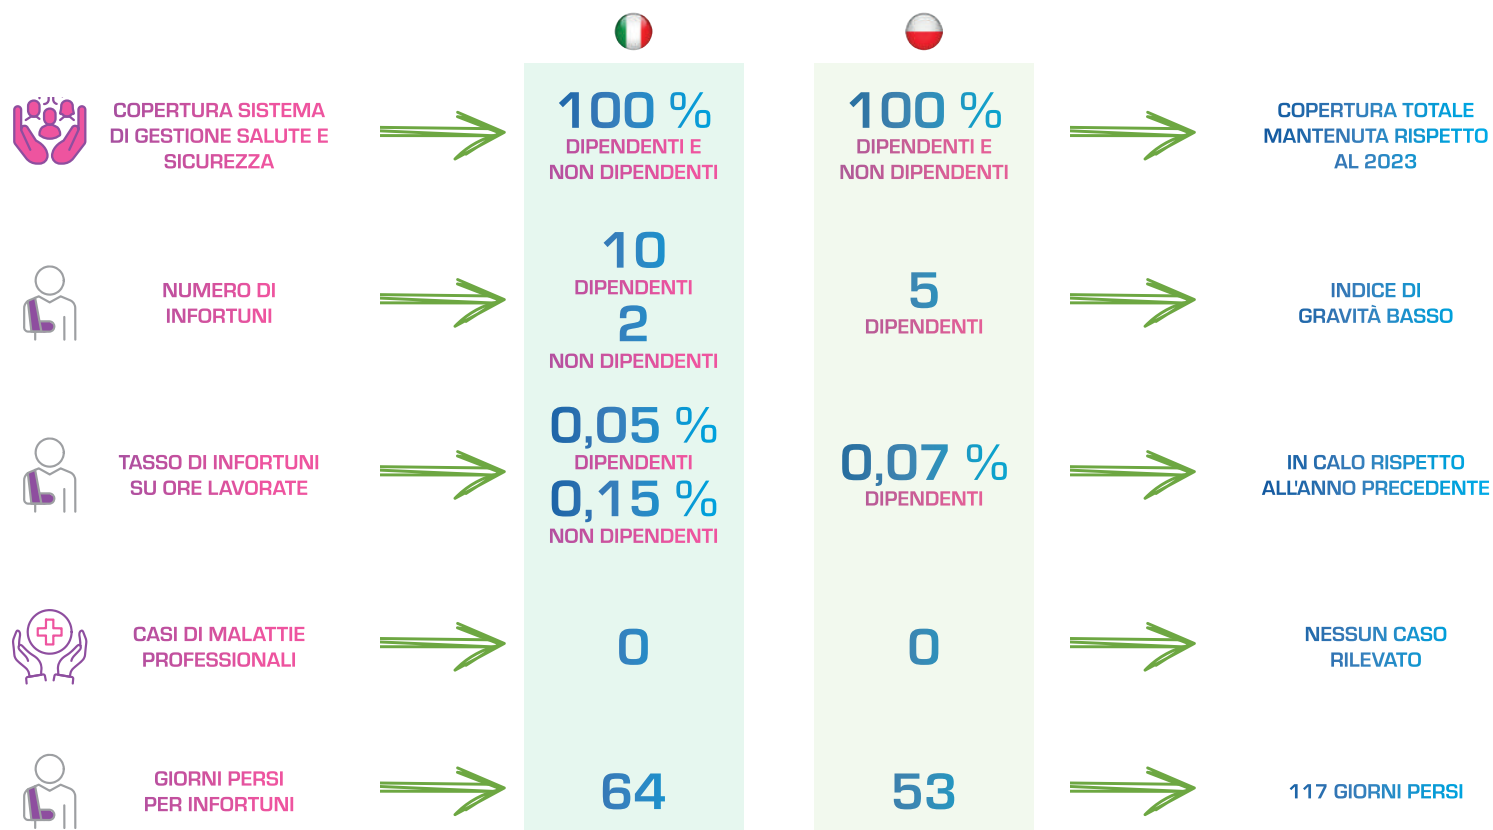 COPERTURA SISTEMA
DI GESTIONE SALUTE E
SICUREZZA
100 %
DIPENDENTI E
NON DIPENDENTI
100 %
DIPENDENTI E
NON DIPENDENTI
COPERTURA TOTALE
MANTENUTA RISPETTO
AL 2023
NUMERO DI
INFORTUNI
10
DIPENDENTI
2
NON DIPENDENTI
5
DIPENDENTI
INDICE DI
GRAVITÀ BASSO
TASSO DI INFORTUNI
SU ORE LAVORATE
0,05 %
DIPENDENTI
0,15 %
NON DIPENDENTI
0,07 %
DIPENDENTI
IN CALO RISPETTO
ALL'ANNO PRECEDENTE
CASI DI MALATTIE
PROFESSIONALI
0
0
NESSUN CASO
RILEVATO
GIORNI PERSI
PER INFORTUNI
64
53
117 GIORNI PERSI